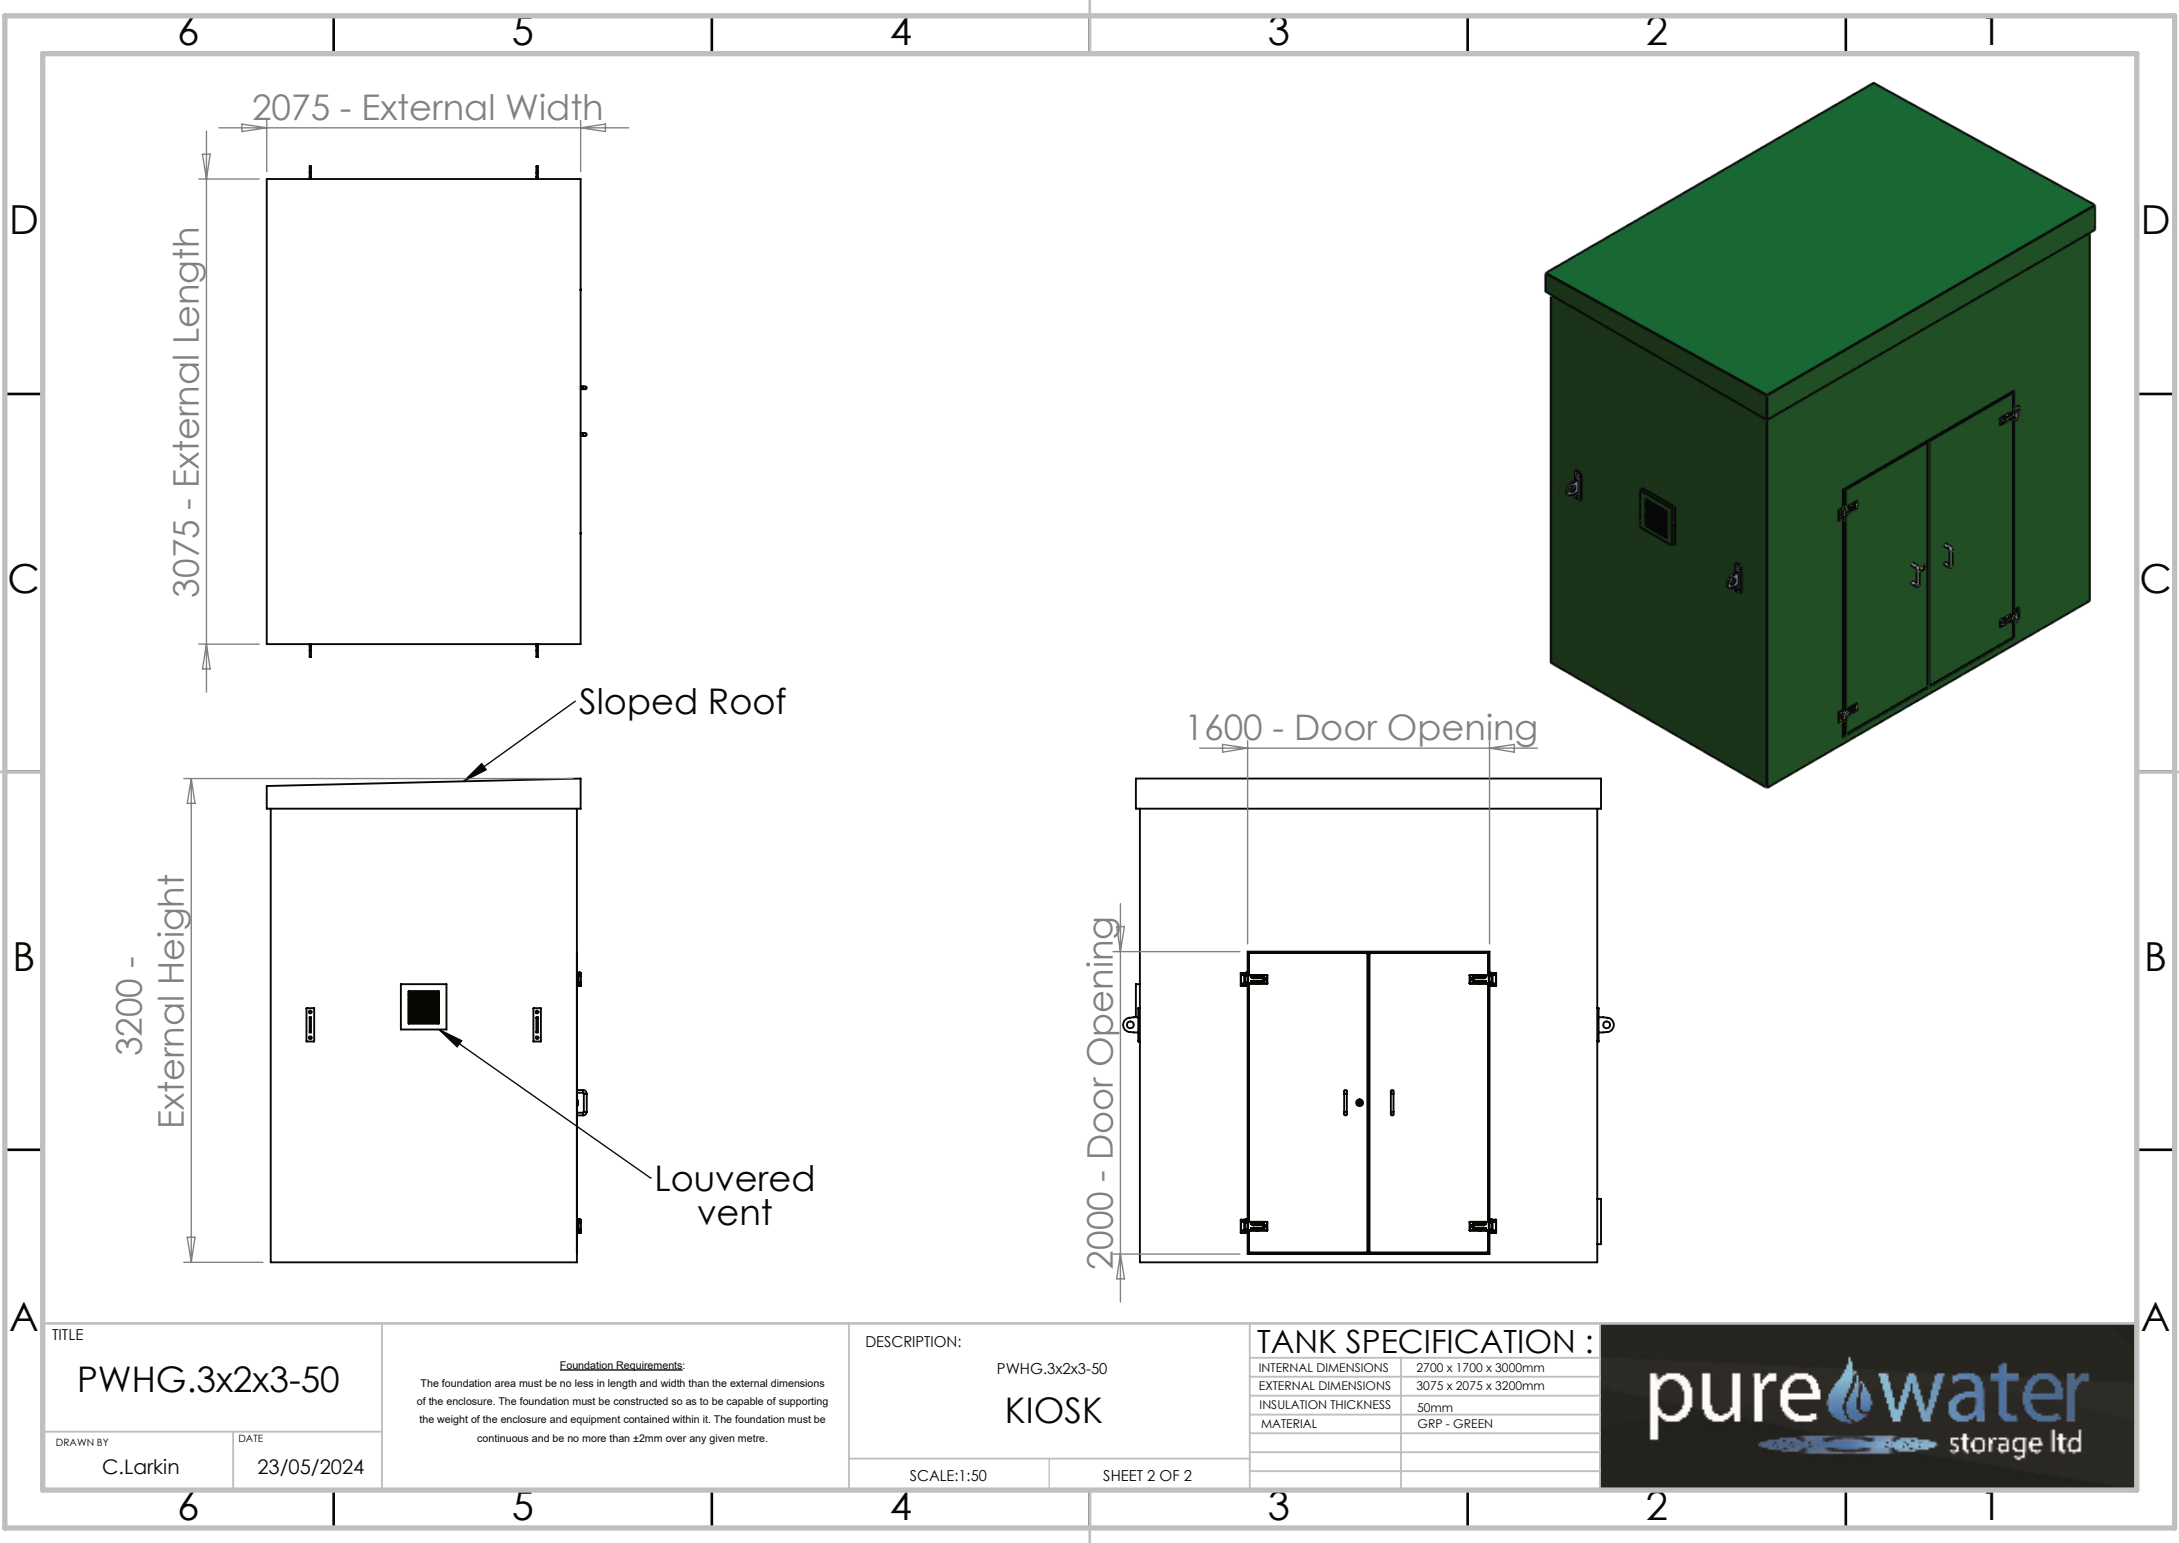 6 5 4 3 2 1
D D
C C
B B
A A
2075 - External Width
3075 - External Length
Sloped Roof
1600 - Door Opening
3200 -
External Height
2000 - Door Opening
Louvered
vent
TITLE
PWHG.3x2x3-50
DRAWN BY
C.Larkin
DATE
23/05/2024
Foundation Requirements:
The foundation area must be no less in length and width than the external dimensions
of the enclosure. The foundation must be constructed so as to be capable of supporting
the weight of the enclosure and equipment contained within it. The foundation must be
continuous and be no more than ±2mm over any given metre.
DESCRIPTION:
PWHG.3x2x3-50
KIOSK
SCALE:1:50
SHEET 2 OF 2
TANK SPECIFICATION :
INTERNAL DIMENSIONS 2700 x 1700 x 3000mm
EXTERNAL DIMENSIONS 3075 x 2075 x 3200mm
INSULATION THICKNESS 50mm
MATERIAL GRP - GREEN
pure water
storage ltd
6 5 4 3 2 1